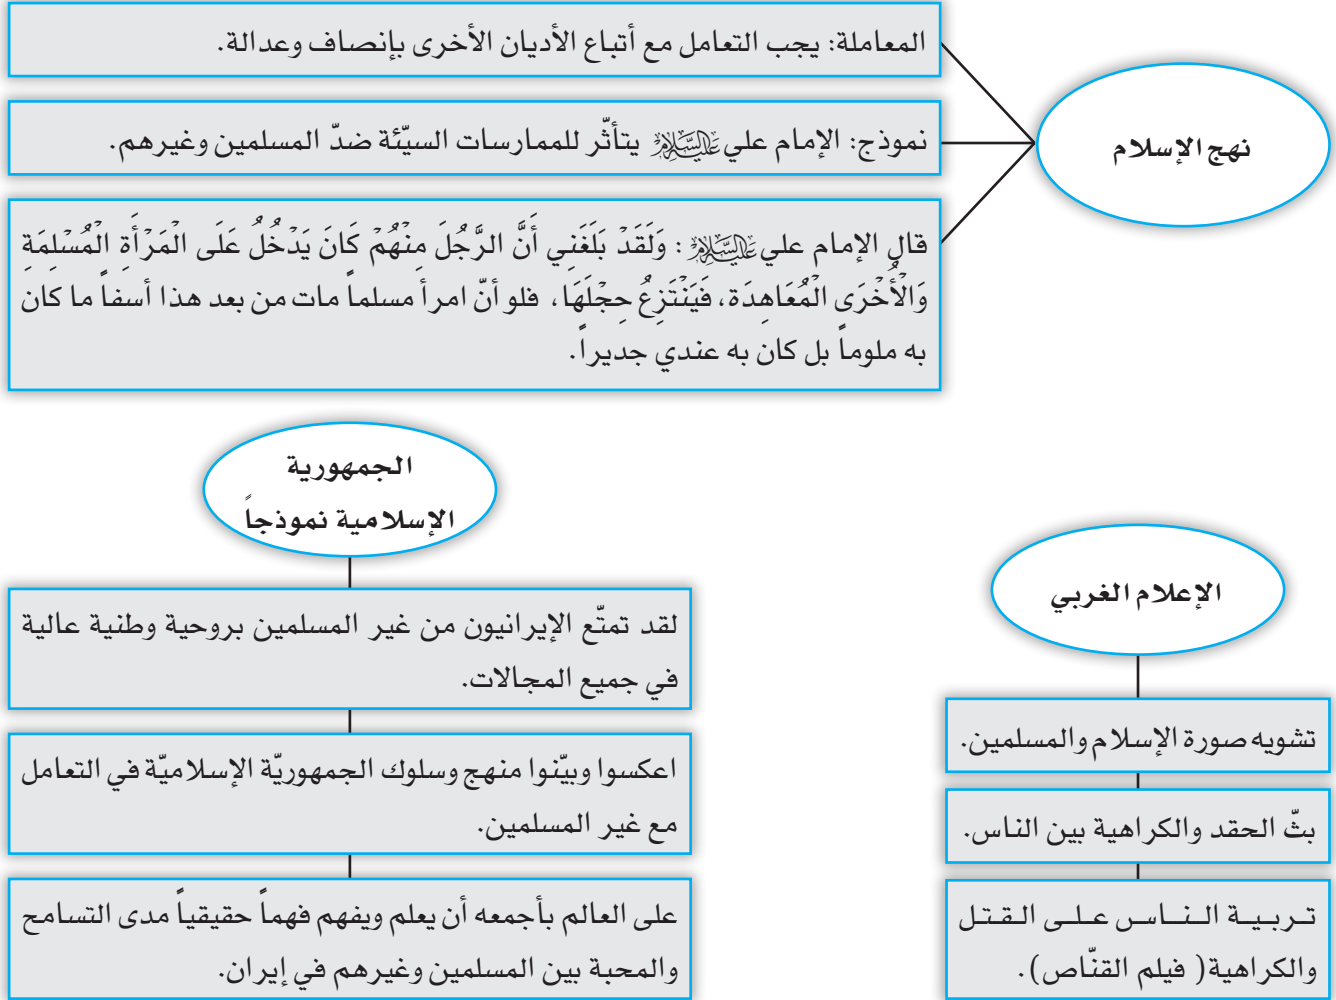 نهج الإسلام
المعاملة: يجب التعامل مع أتباع الأديان الأخرى بإنصاف وعدالة.
نموذج: الإمام علي عليه السلام يتأثّر للممارسات السيّئة ضدّ المسلمين وغيرهم.
قال الإمام علي عليه السلام: وَلَقَدْ بَلَغَنِي أَنَّ الرَّجُلَ مِنْهُمْ كَانَ يَدْخُلُ عَلَى الْمَرْأَةِ الْمُسْلِمَةِ
وَالْأُخْرَى الْمُعَاهِدَة، فَيَنْتَزِعُ حِجْلَهَا، فلو أنّ امرأ مسلماً مات من بعد هذا أسفاً ما كان
به ملوماً بل كان به عندي جديراً.
الإعلام الغربي
تشويه صورة الإسلام والمسلمين.
بثّ الحقد والكراهية بين الناس.
تربية الناس على القتل
والكراهية( فيلم القنّاص).
الجمهورية
الإسلامية نموذجاً
لقد تمتّع الإيرانيون من غير المسلمين بروحية وطنية عالية
في جميع المجالات.
اعكسوا وبيّنوا منهج وسلوك الجمهوريّة الإسلاميّة في التعامل
مع غير المسلمين.
على العالم بأجمعه أن يعلم ويفهم فهماً حقيقياً مدى التسامح
والمحبة بين المسلمين وغيرهم في إيران.